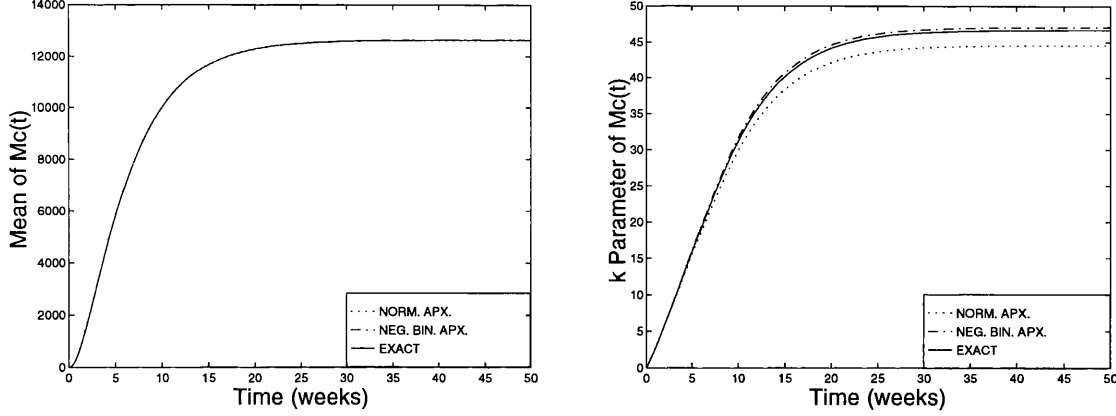 Mean of Mc(t)
14000
12000
10000
8000
6000
4000
2000
0
0 5 10 15 20 25 30 35 40 45 50
Time (weeks)
NORM. APX.
NEG. BIN. APX.
EXACT
k Parameter of Mc(t)
50
45
40
35
30
25
20
15
10
5
0
0 5 10 15 20 25 30 35 40 45 50
Time (weeks)
NORM. APX.
NEG. BIN. APX.
EXACT